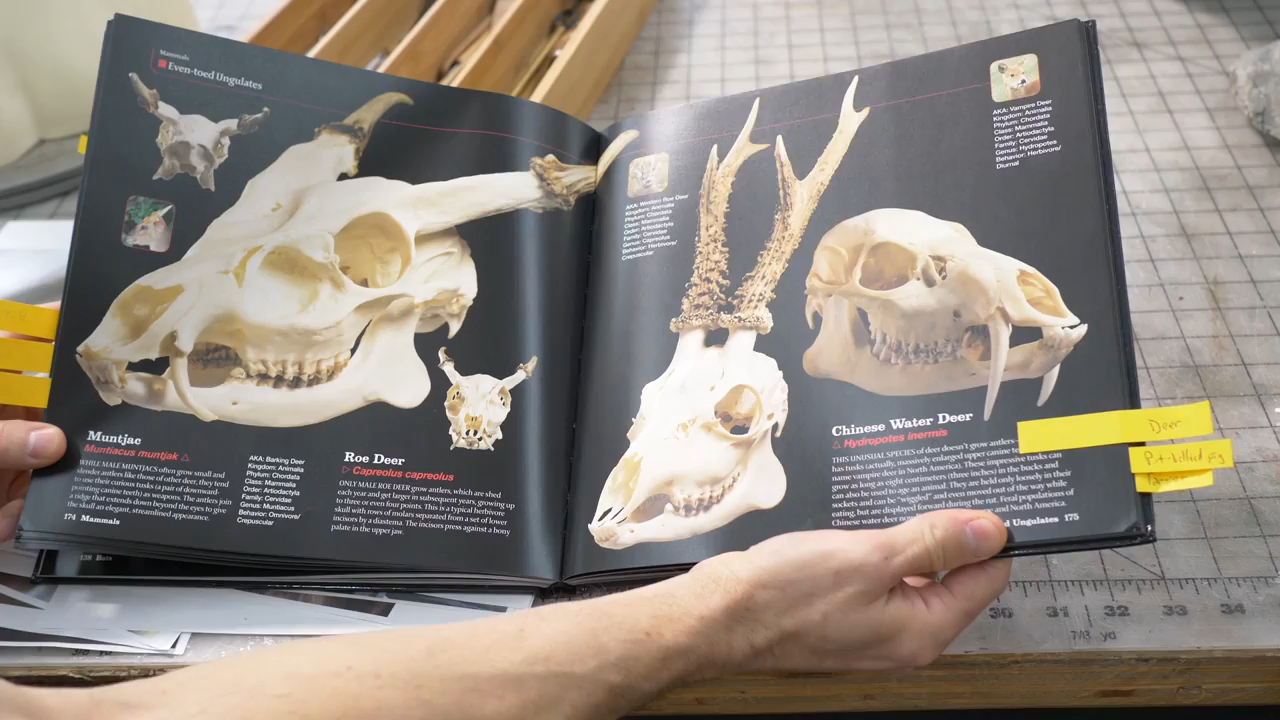 Mammals
Even-toed Ungulates
Muntjac
Muntiacus muntjak △
WHILE MALE MUNTJACS often grow small and
slender antlers like those of other deer, they tend
to use their curious tusks (a pair of downward-
pointing canine teeth) as weapons. The antlers join
a ridge that extends down beyond the eyes to give
the skull an elegant, streamlined appearance.
174 Mammals
138 Bats
AKA: Barking Deer
Kingdom: Animalia
Phylum: Chordata
Class: Mammalia
Order: Artiodactyla
Family: Cervidae
Genus: Muntiacus
Behavior: Omnivore/
Crepuscular
Roe Deer
▷ Capreolus capreolus
ONLY MALE ROE DEER grow antlers, which are shed
each year and get larger in subsequent years, growing up
to three or even four points. This is a typical herbivore
skull with rows of molars separated from a set of lower
incisors by a diastema. The incisors press against a bony
palate in the upper jaw.
AKA: Western Roe Deer
Kingdom: Animalia
Phylum: Chordata
Class: Mammalia
Order: Artiodactyla
Family: Cervidae
Genus: Capreolus
Behavior: Herbivore/
Crepuscular
AKA: Vampire Deer
Kingdom: Animalia
Phylum: Chordata
Class: Mammalia
Order: Artiodactyla
Family: Cervidae
Genus: Hydropotes
Behavior: Herbivore/
Diurnal
Chinese Water Deer
△ Hydropotes inermis
THIS UNUSUAL SPECIES of deer doesn't grow antlers
has tusks (actually, massively enlarged upper canine te
deer in North America). These impressive tusks can
grow as long as eight centimeters (three inches) in the bucks and
can also be used to age an animal. They are held only loosely in their
sockets and can be "wiggled" and even moved out of the way while
eating, but are displayed forward during the rut. Feral populations of
Chinese water deer and North America.
d Ungulates 175
Deer
30 31 32 33 34
7/8 yd